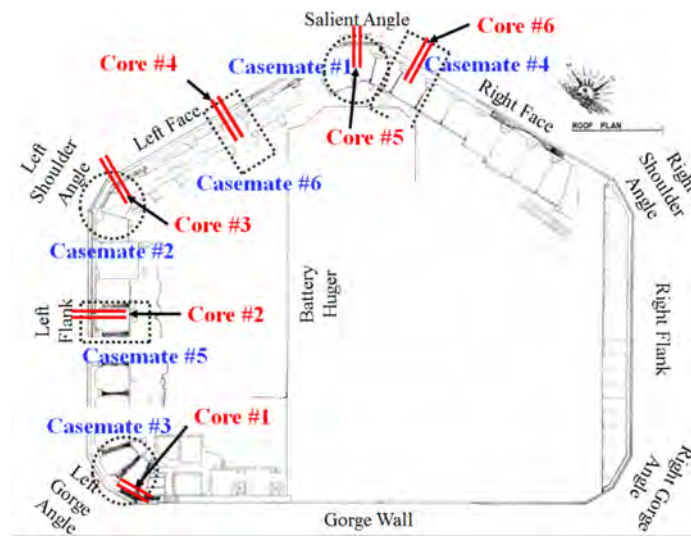 Salient Angle
Core #6
Core #4
Casemate #1
Casemate #4
Left Face
Right Face
ROOF PLAN
Core #5
Left
Shoulder
Angle
Right
Shoulder
Angle
Casemate #6
Core #3
Casemate #2
Battery
Huger
Left
Flank
Core #2
Right Flank
Casemate #5
Casemate #3
Core #1
Left
Gorge
Angle
Right Gorge
Angle
Gorge Wall